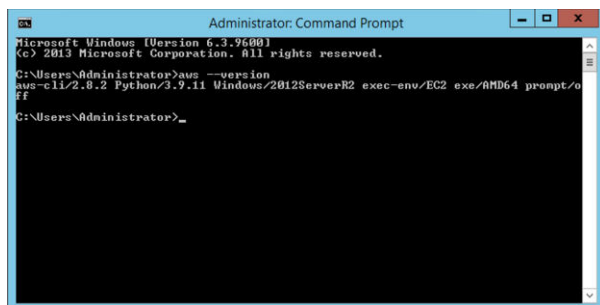 Administrator: Command Prompt
Microsoft Windows [Version 6.3.9600]
(c) 2013 Microsoft Corporation. All rights reserved.
C:\Users\Administrator>aws --version
aws-cli/2.8.2 Python/3.9.11 Windows/2012ServerR2 exec-env/EC2 exe/AMD64 prompt/o
ff
C:\Users\Administrator>_